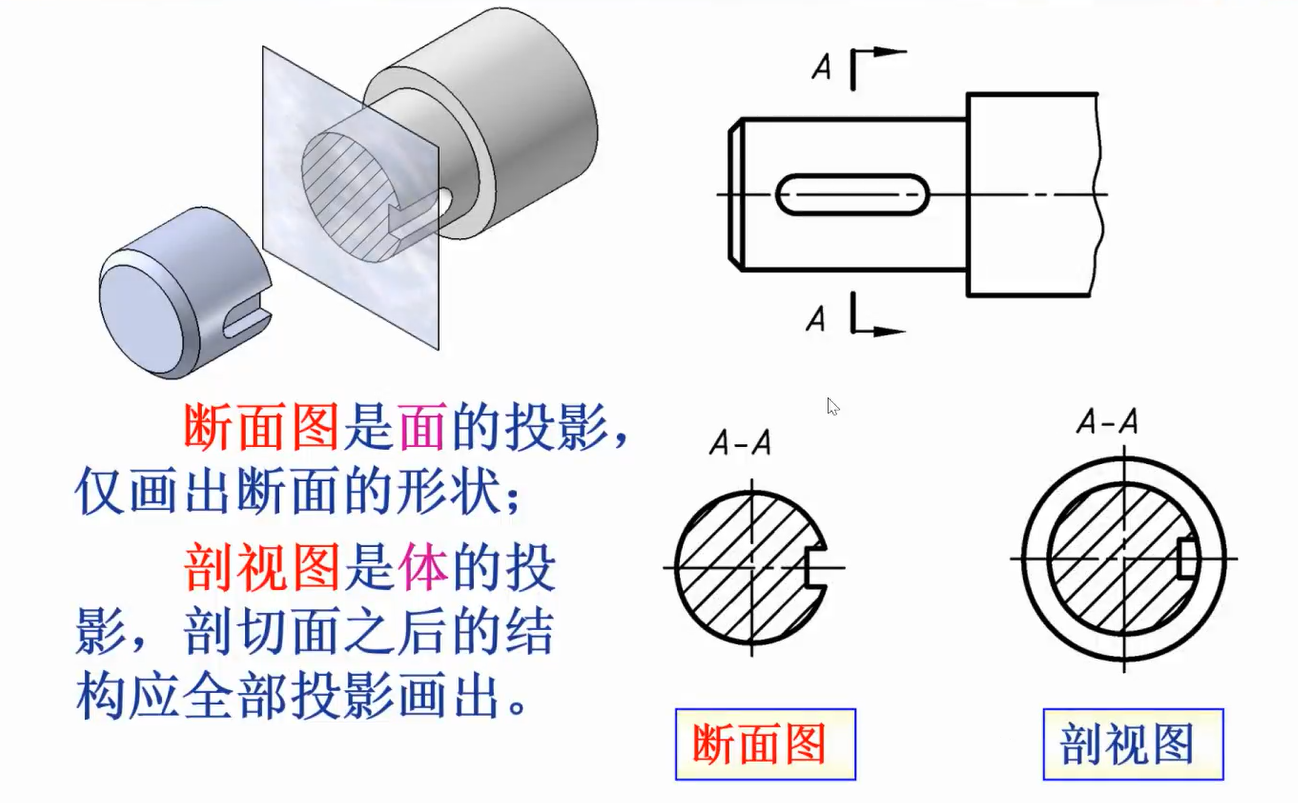 A
A
断面图是面的投影，
仅画出断面的形状；
剖视图是体的投
影，剖切面之后的结
构应全部投影画出。
A-A
A-A
断面图
剖视图